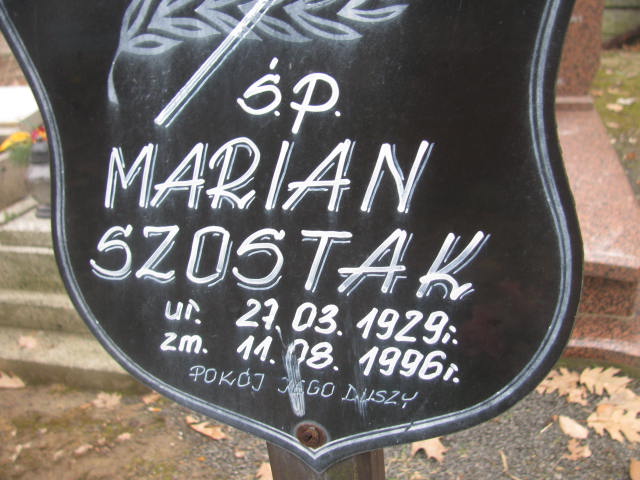 Ś.P.
MARIAN
SZOSTAK
ur. 27.03.1929r.
zm. 11.08.1996r.
POKÓJ JEGO DUSZY